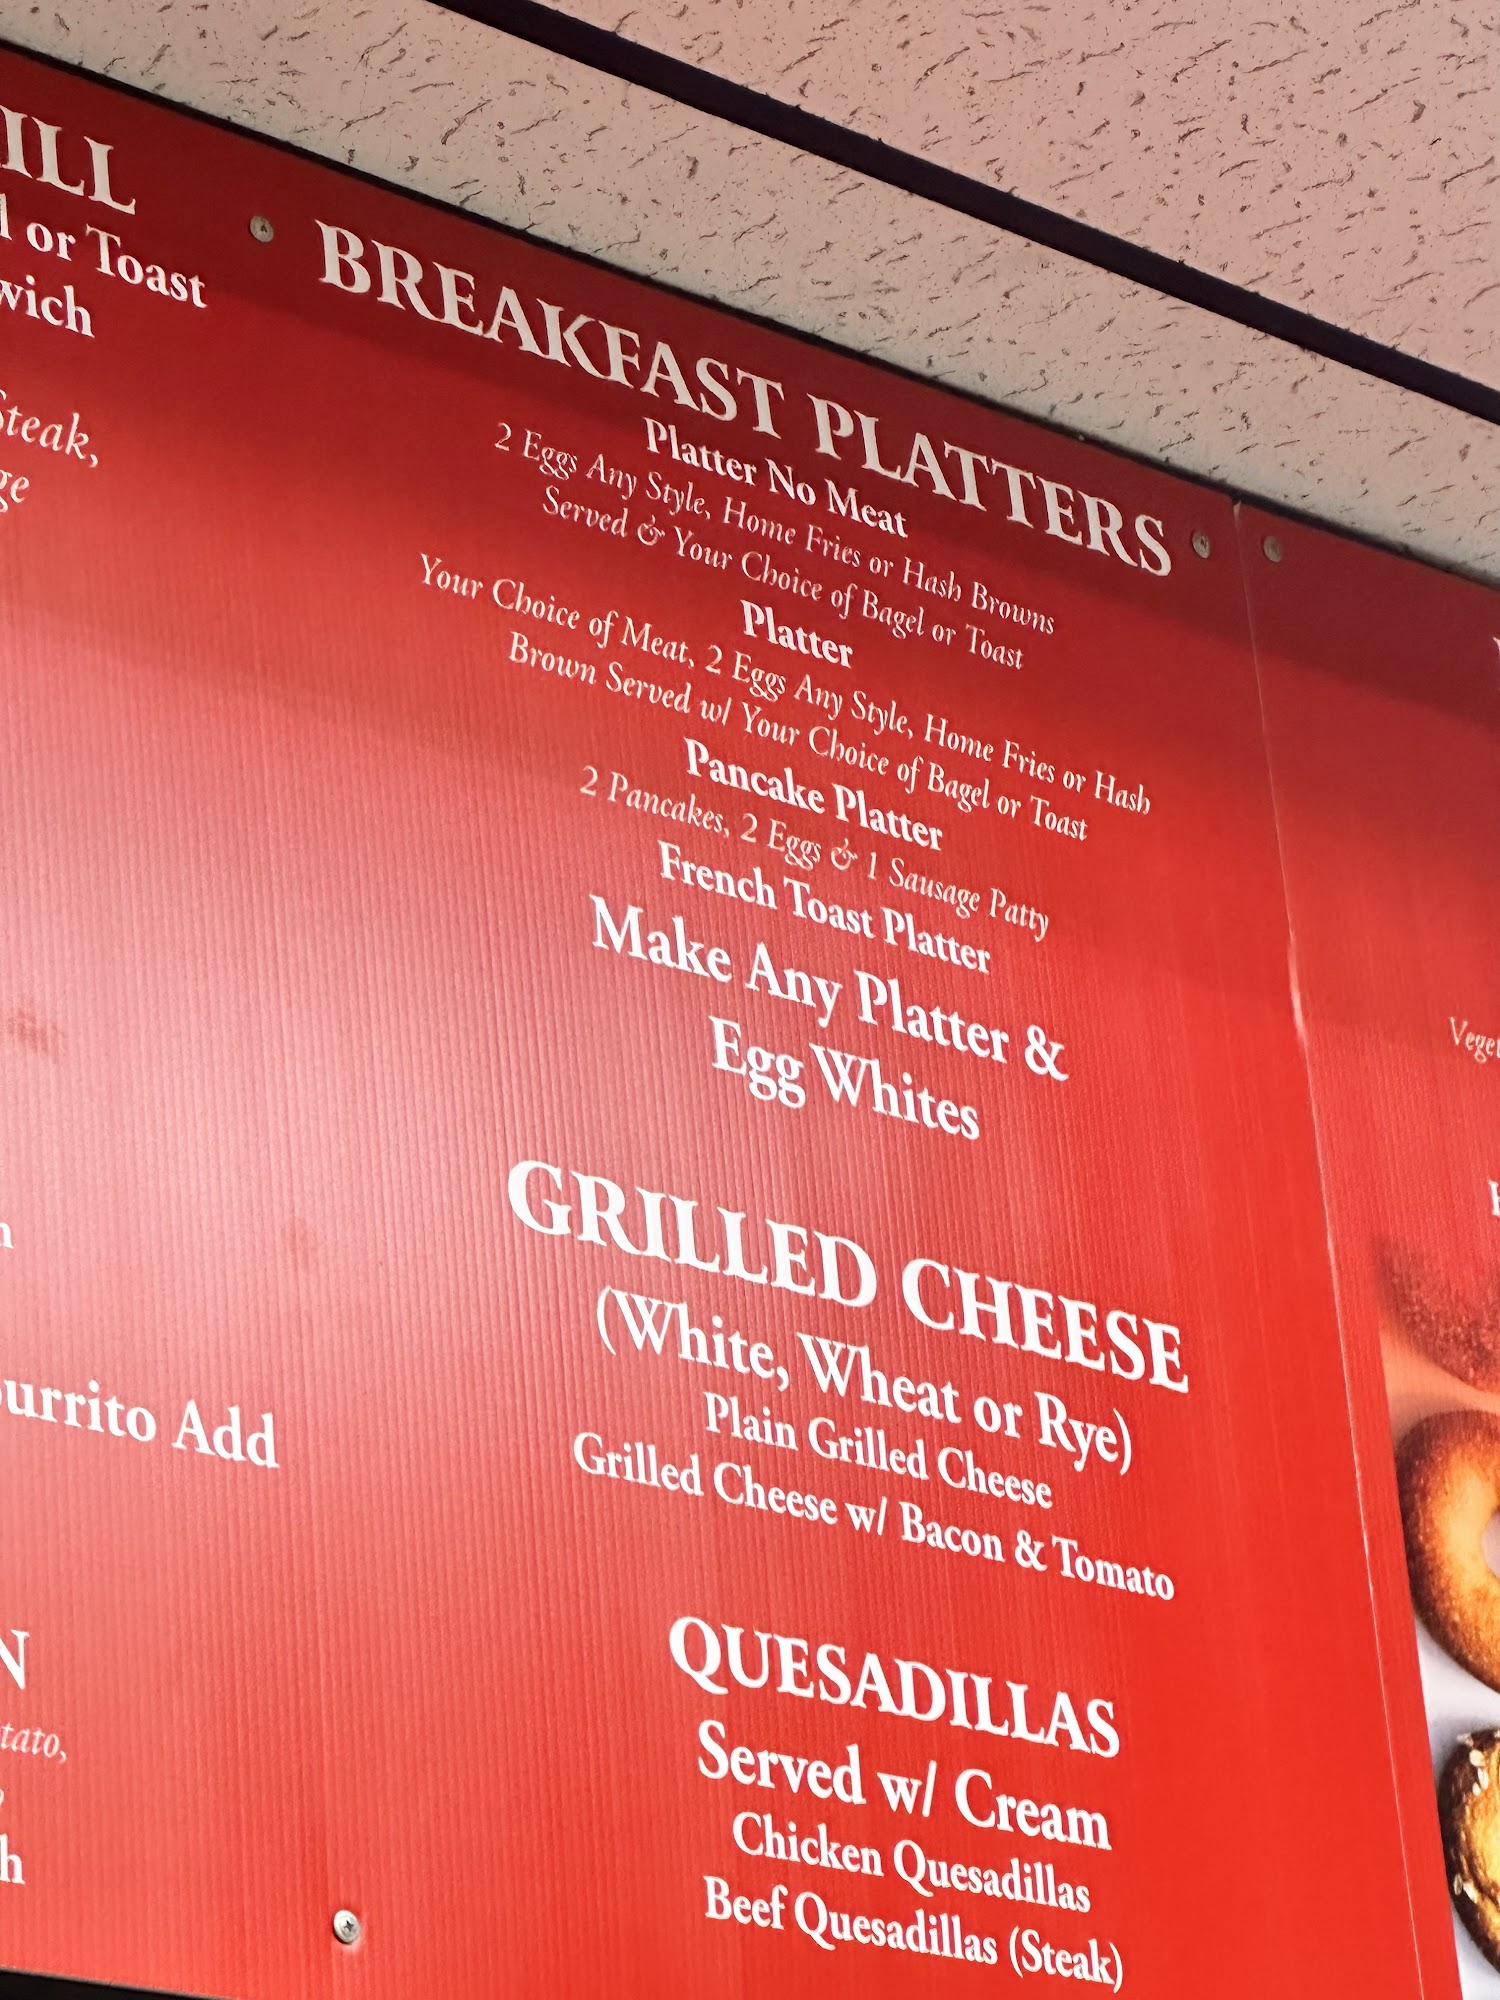 or Toast
Steak,
Add
BREAKFAST PLATTERS
Platter No Meat
2 Eggs Any Style, Home Fries or Hash Browns
Served & Your Choice of Bagel or Toast
Platter
Your Choice of Meat, 2 Eggs Any Style, Home Fries or Hash
Brown Served w/ Your Choice of Bagel or Toast
Pancake Platter
2 Pancakes, 2 Eggs & 1 Sausage Patty
French Toast Platter
Make Any Platter &
Egg Whites
GRILLED CHEESE
(White, Wheat or Rye)
Plain Grilled Cheese
Grilled Cheese w/ Bacon & Tomato
QUESADILLAS
Served w/ Cream
Chicken Quesadillas
Beef Quesadillas (Steak)